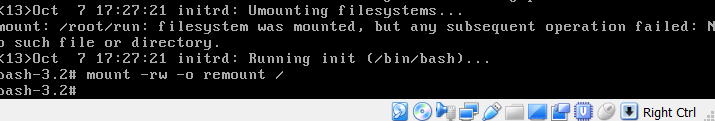 <13>Oct  7 17:27:21 initrd: Umounting filesystems...
mount: /root/run: filesystem was mounted, but any subsequent operation failed: N
o such file or directory.
<13>Oct  7 17:27:21 initrd: Running init (/bin/bash)...
bash-3.2# mount -rw -o remount /
bash-3.2#
Right Ctrl